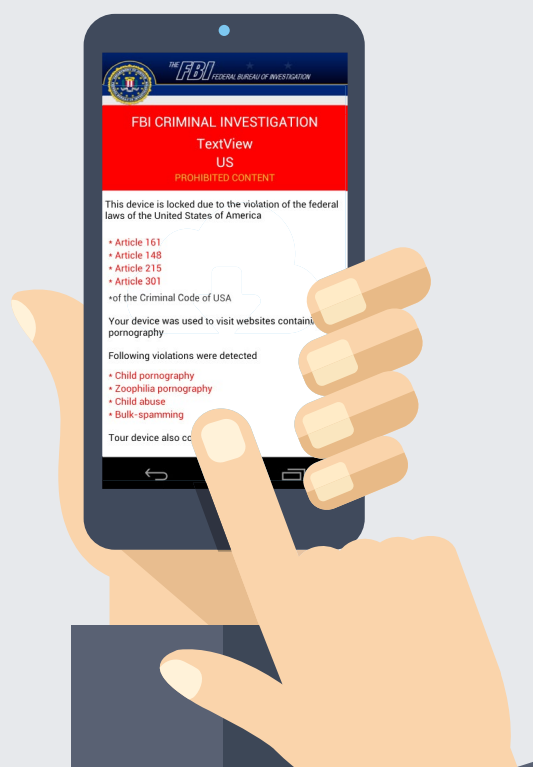 THE FBI FEDERAL BUREAU OF INVESTIGATION
FBI CRIMINAL INVESTIGATION
TextView
US
PROHIBITED CONTENT
This device is locked due to the violation of the federal
laws of the United States of America
* Article 161
* Article 148
* Article 215
* Article 301
*of the Criminal Code of USA
Your device was used to visit websites
pornography
Following violations were detected
* Child pornography
* Zoophilia pornography
* Child abuse
* Bulk-spamming
Tour device also